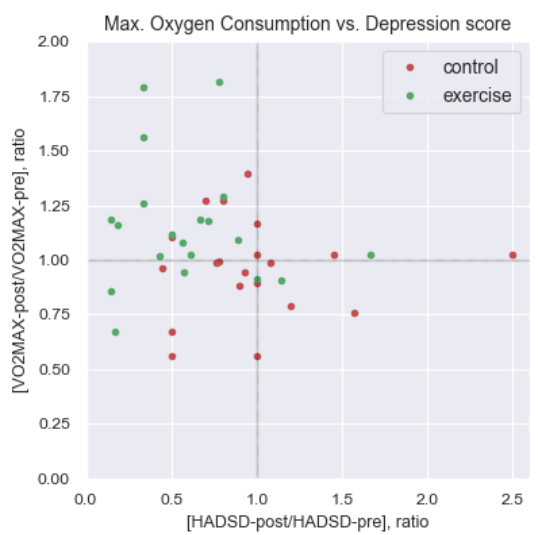 Max. Oxygen Consumption vs. Depression score
control
exercise
[VO2MAX-post/VO2MAX-pre], ratio
2.00
1.75
1.50
1.25
1.00
0.75
0.50
0.25
0.00
0.0 0.5 1.0 1.5 2.0 2.5
[HADSD-post/HADSD-pre], ratio